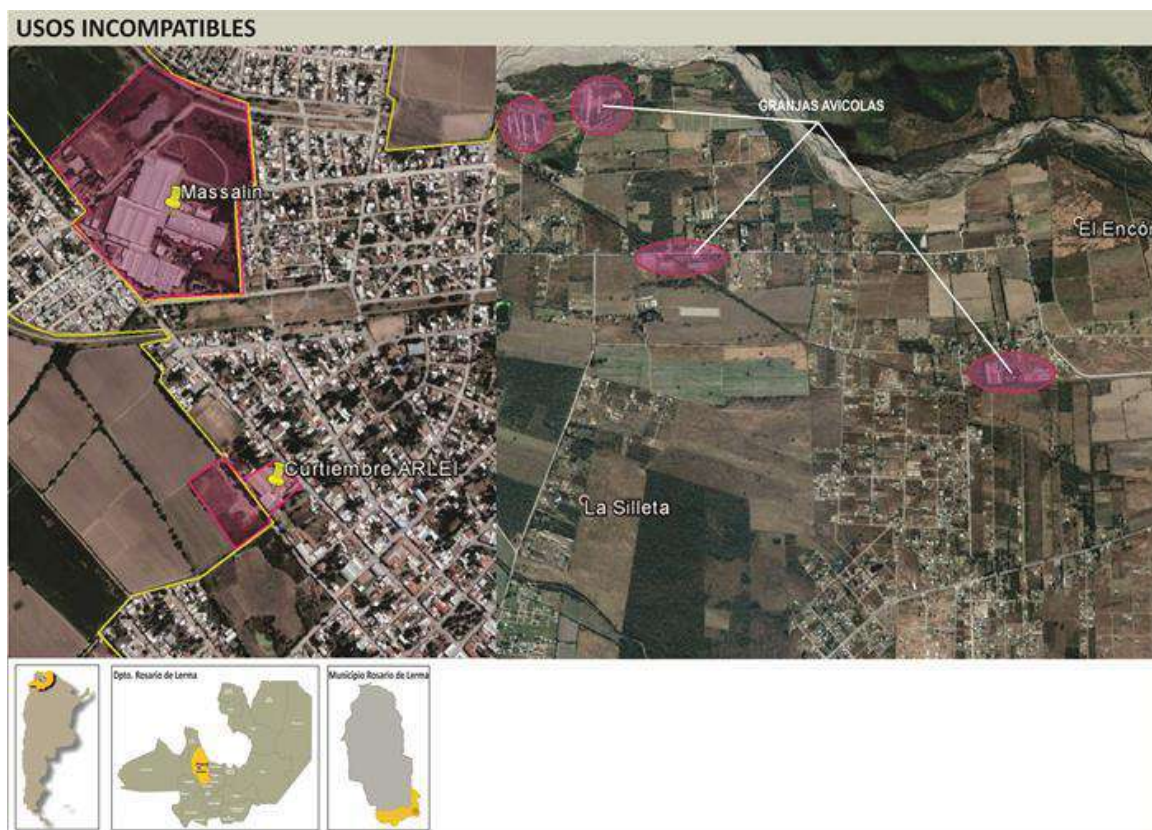 USOS INCOMPATIBLES
Massalin
Curtiembre ARLEI
GRANJAS AVICOLAS
El Encón
La Silleta
Dpto. Rosario de Lerma
Municipio Rosario de Lerma